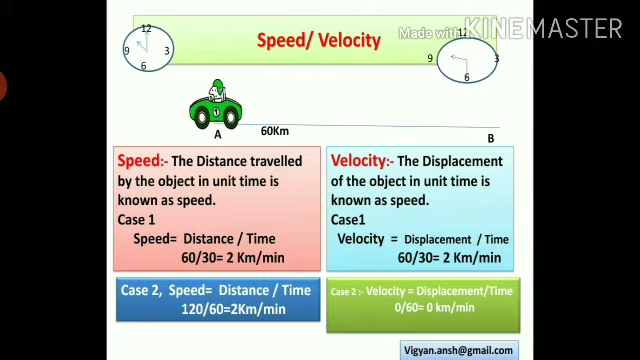 Made with KINEMASTER
12
9
3
6
Speed/ Velocity
12
9
3
6
1
A
60Km
B
Speed:- The Distance travelled
by the object in unit time is
known as speed.
Case 1
Speed= Distance / Time
60/30= 2 Km/min
Velocity:- The Displacement
of the object in unit time is
known as speed.
Case1
Velocity = Displacement / Time
60/30= 2 Km/min
Case 2, Speed= Distance / Time
120/60=2Km/min
Case 2 :- Velocity = Displacement/Time
0/60= 0 km/min
Vigyan.ansh@gmail.com